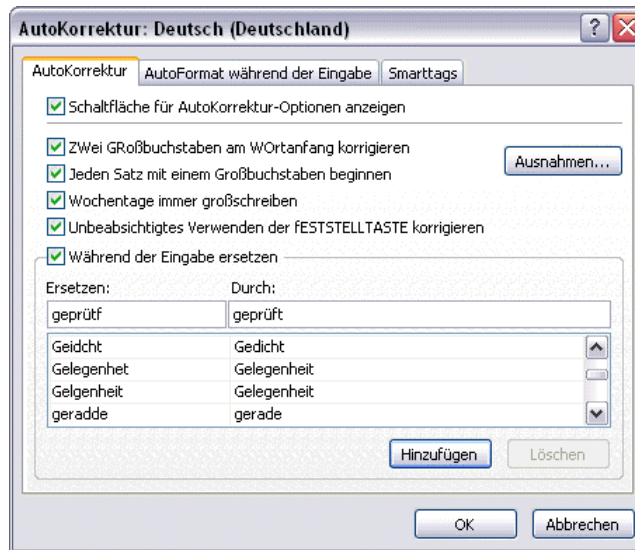 AutoKorrektur: Deutsch (Deutschland)
AutoKorrektur AutoFormat während der Eingabe Smarttags
Schaltfläche für AutoKorrektur-Optionen anzeigen
ZWei GRoßbuchstaben am WOrtanfang korrigieren
Ausnahmen...
Jeden Satz mit einem Großbuchstaben beginnen
Wochentage immer großschreiben
Unbeabsichtigtes Verwenden der fESTSTELLTASTE korrigieren
Während der Eingabe ersetzen
Ersetzen: Durch:
geprütf geprüft
Geidcht Gedicht
Gelegenhet Gelegenheit
Gelgenheit Gelegenheit
geradde gerade
Hinzufügen Löschen
OK Abbrechen